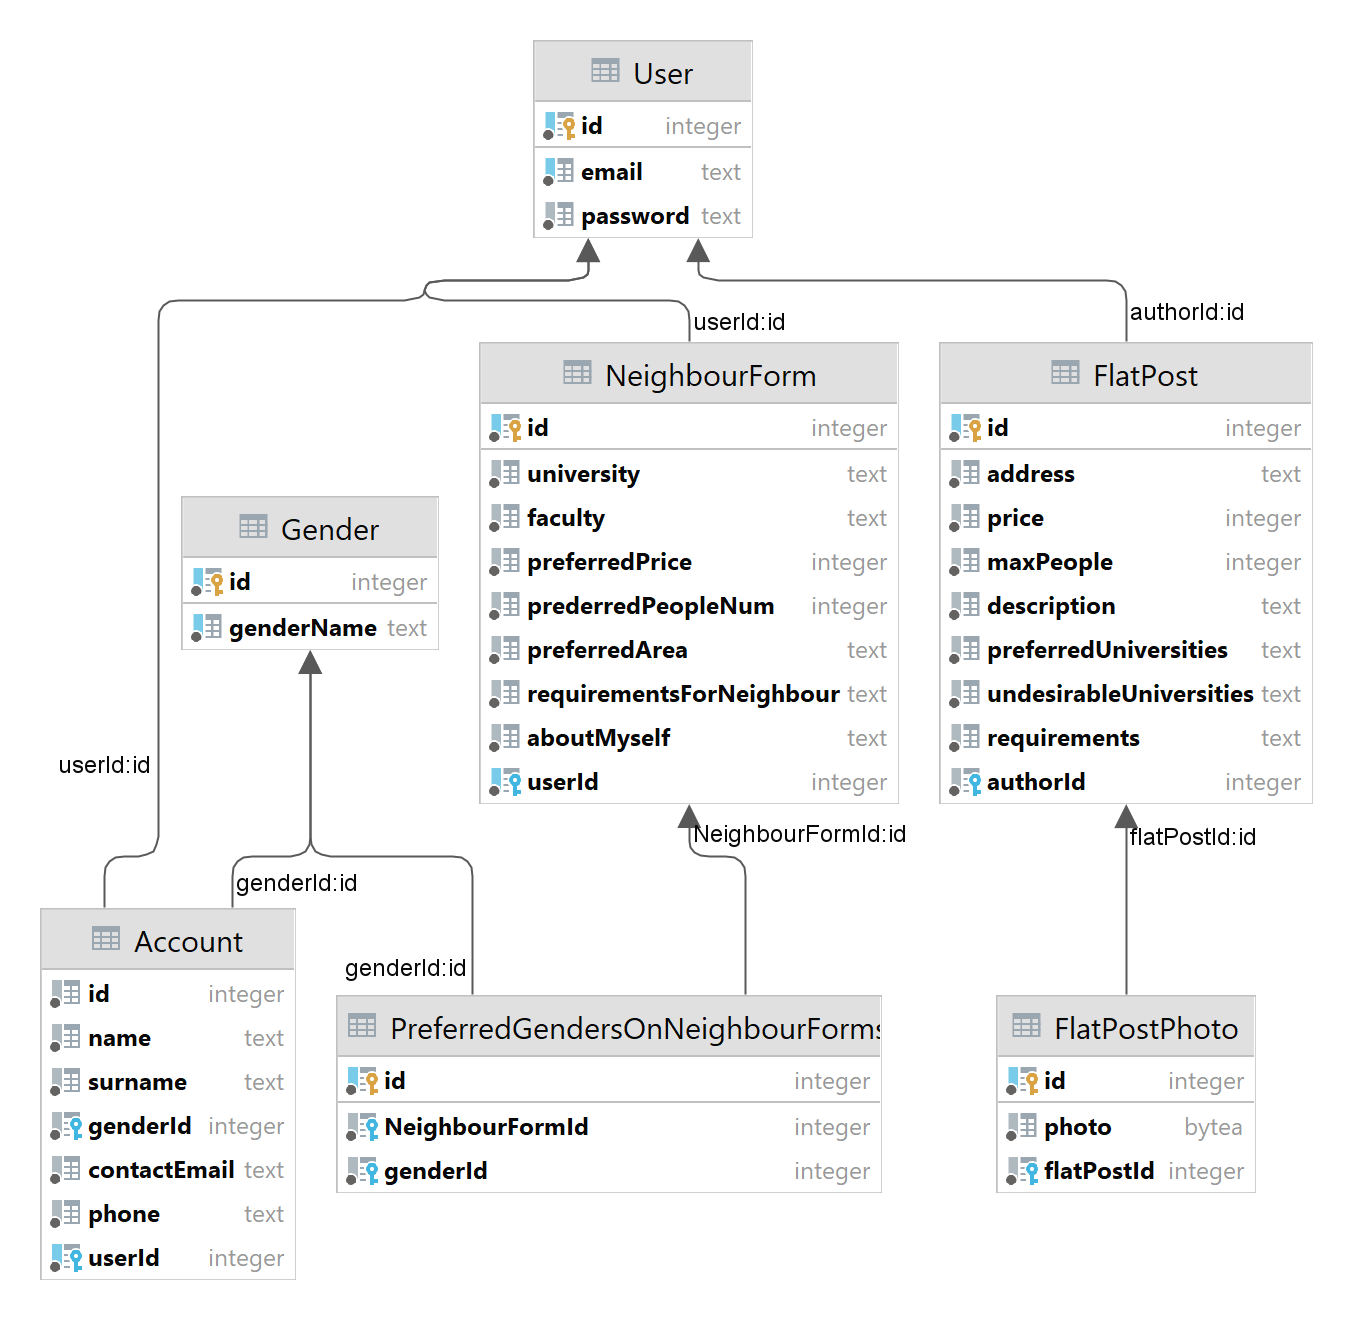 User
id integer
email text
password text
userId:id
authorId:id
NeighbourForm
id integer
university text
faculty text
preferredPrice integer
prederredPeopleNum integer
preferredArea text
requirementsForNeighbour text
aboutMyself text
userId integer
FlatPost
id integer
address text
price integer
maxPeople integer
description text
preferredUniversities text
undesirableUniversities text
requirements text
authorId integer
Gender
id integer
genderName text
userId:id
NeighbourFormId:id
flatPostId:id
genderId:id
genderId:id
Account
id integer
name text
surname text
genderId integer
contactEmail text
phone text
userId integer
PreferredGendersOnNeighbourForms
id integer
NeighbourFormId integer
genderId integer
FlatPostPhoto
id integer
photo bytea
flatPostId integer